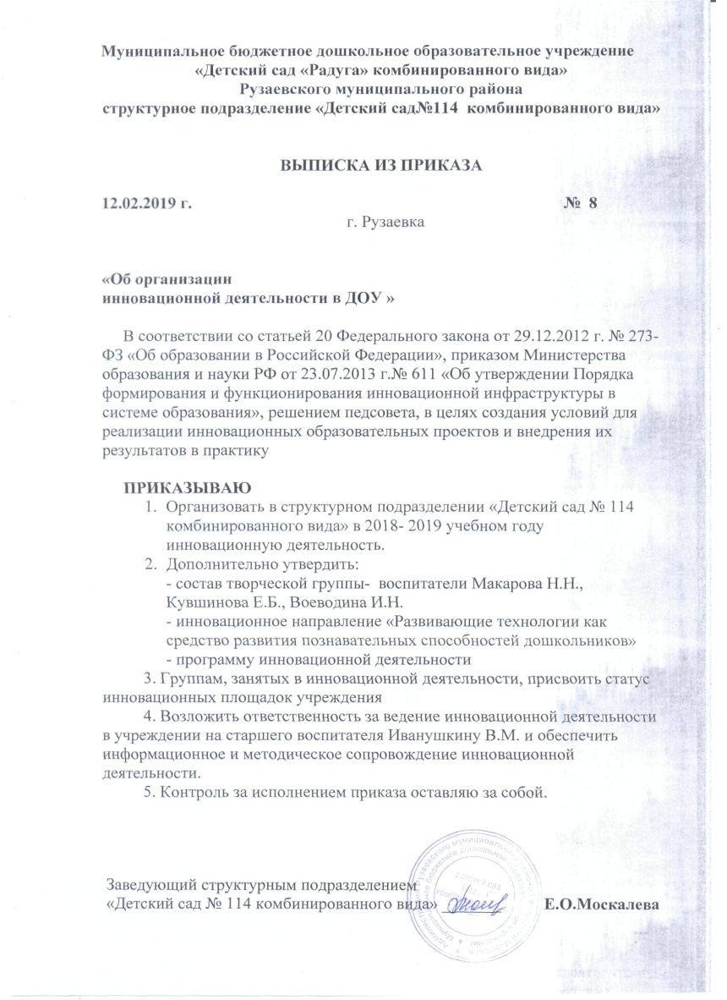 Муниципальное бюджетное дошкольное образовательное учреждение
«Детский сад «Радуга» комбинированного вида»
Рузаевского муниципального района
структурное подразделение «Детский сад№114 комбинированного вида»
ВЫПИСКА ИЗ ПРИКАЗА
12.02.2019 г. № 8
г. Рузаевка
«Об организации
инновационной деятельности в ДОУ »
В соответствии со статьей 20 Федерального закона от 29.12.2012 г. № 273-
ФЗ «Об образовании в Российской Федерации», приказом Министерства
образования и науки РФ от 23.07.2013 г.№ 611 «Об утверждении Порядка
формирования и функционирования инновационной инфраструктуры в
системе образования», решением педсовета, в целях создания условий для
реализации инновационных образовательных проектов и внедрения их
результатов в практику
ПРИКАЗЫВАЮ
1. Организовать в структурном подразделении «Детский сад № 114
комбинированного вида» в 2018- 2019 учебном году
инновационную деятельность.
2. Дополнительно утвердить:
- состав творческой группы- воспитатели Макарова Н.Н.,
Кувшинова Е.Б., Воеводина И.Н.
- инновационное направление «Развивающие технологии как
средство развития познавательных способностей дошкольников»
- программу инновационной деятельности
3. Группам, занятых в инновационной деятельности, присвоить статус
инновационных площадок учреждения
4. Возложить ответственность за ведение инновационной деятельности
в учреждении на старшего воспитателя Иванушкину В.М. и обеспечить
информационное и методическое сопровождение инновационной
деятельности.
5. Контроль за исполнением приказа оставляю за собой.
Заведующий структурным подразделением
«Детский сад № 114 комбинированного вида» Е.О.Москалева